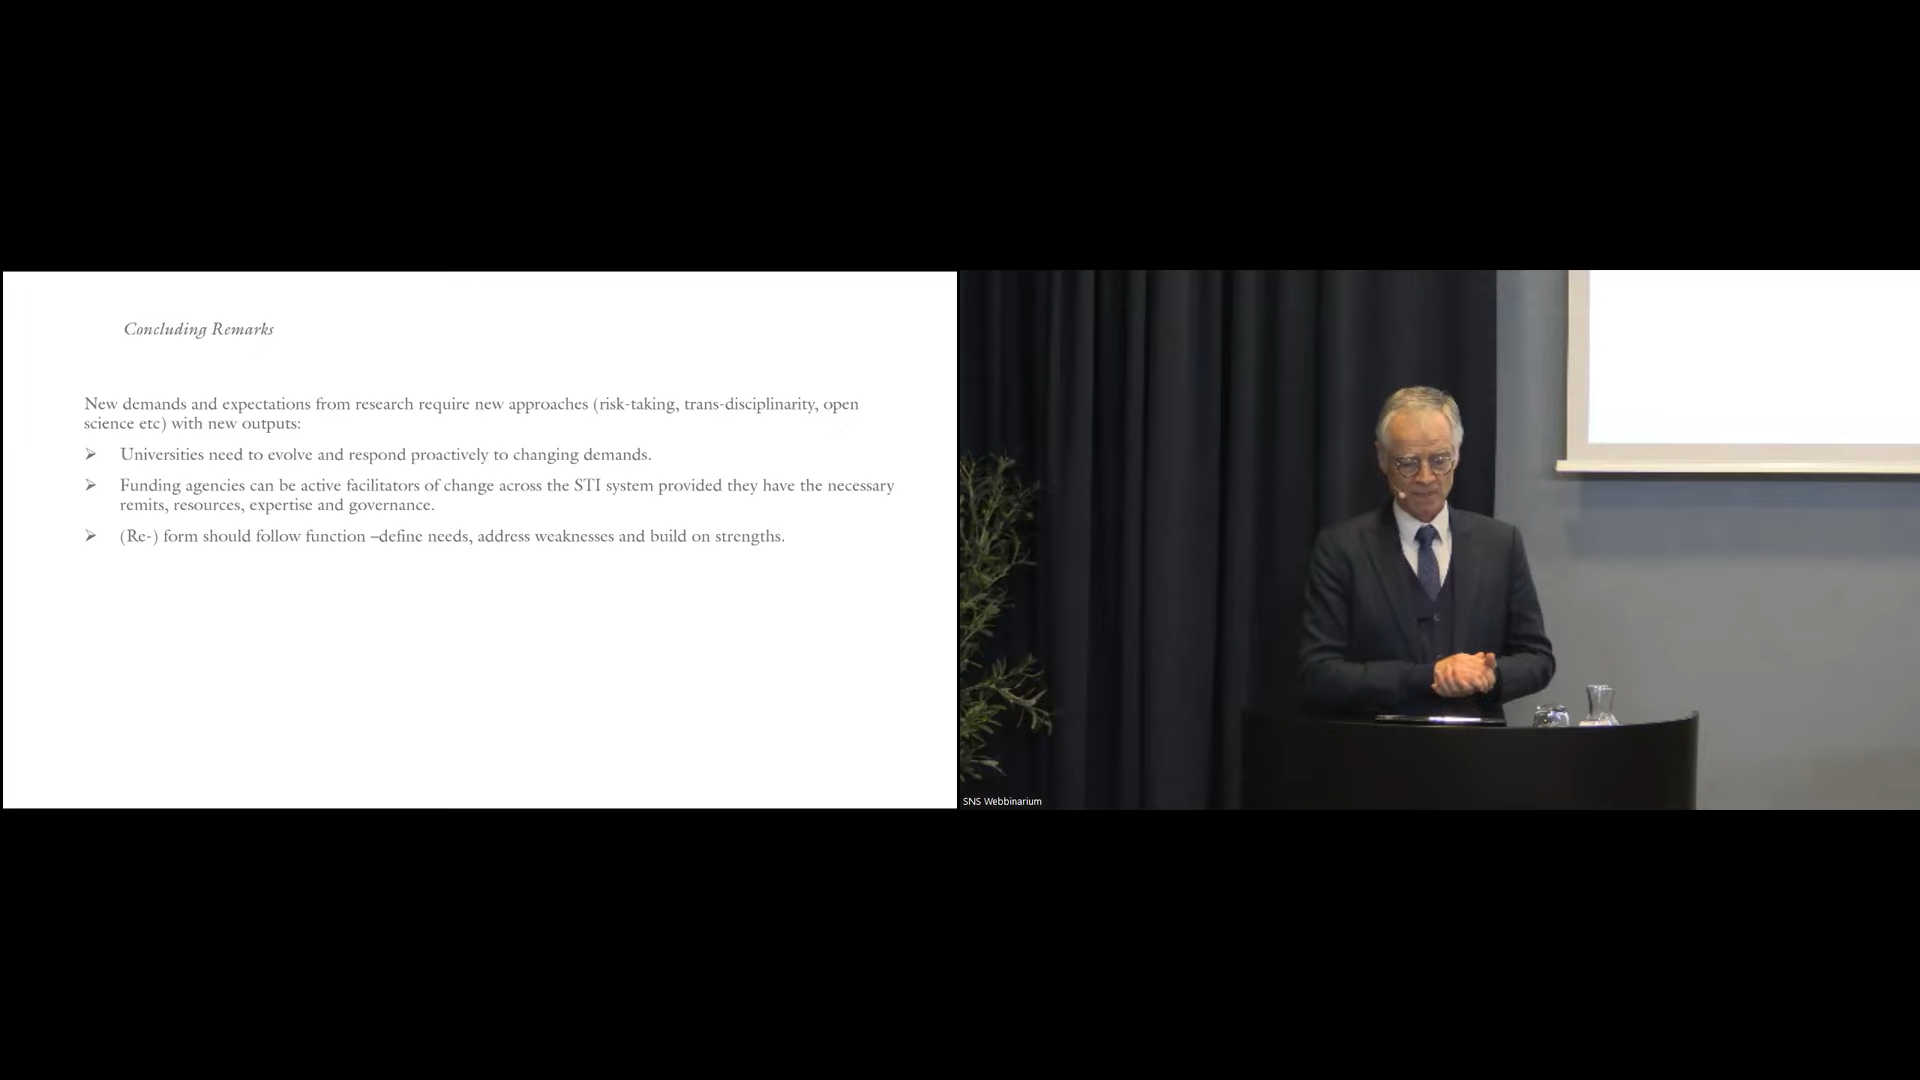 Concluding Remarks
New demands and expectations from research require new approaches (risk-taking, trans-disciplinarity, open
science etc) with new outputs:
Universities need to evolve and respond proactively to changing demands.
Funding agencies can be active facilitators of change across the STI system provided they have the necessary
remits, resources, expertise and governance.
(Re-) form should follow function –define needs, address weaknesses and build on strengths.
SNS Webbinarium